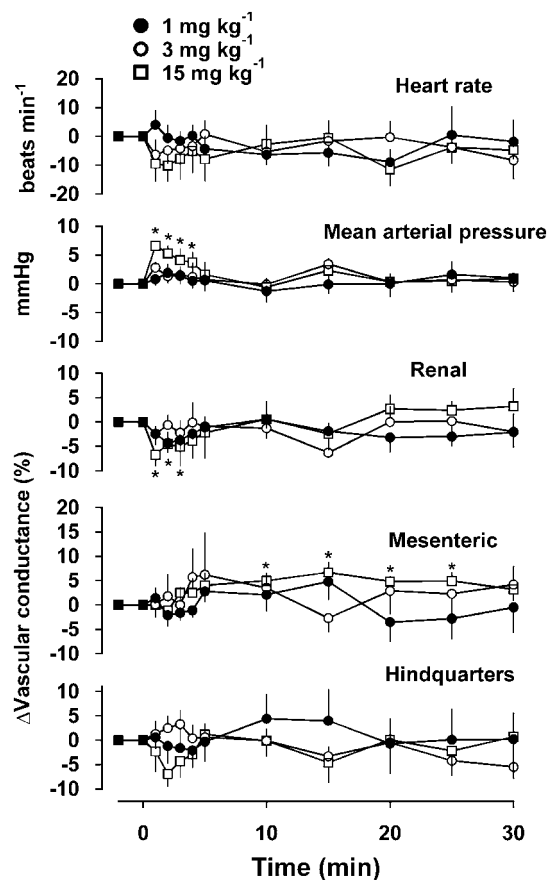 1 mg kg⁻¹
3 mg kg⁻¹
15 mg kg⁻¹
Heart rate
beats min⁻¹
20
10
0
-10
-20
Mean arterial pressure
mmHg
10
5
0
-5
-10
* * * *
Renal
ΔVascular conductance (%)
10
5
0
-5
-10
* * *
Mesenteric
15
10
5
0
-5
-10
* * * *
Hindquarters
10
5
0
-5
-10
0 10 20 30
Time (min)